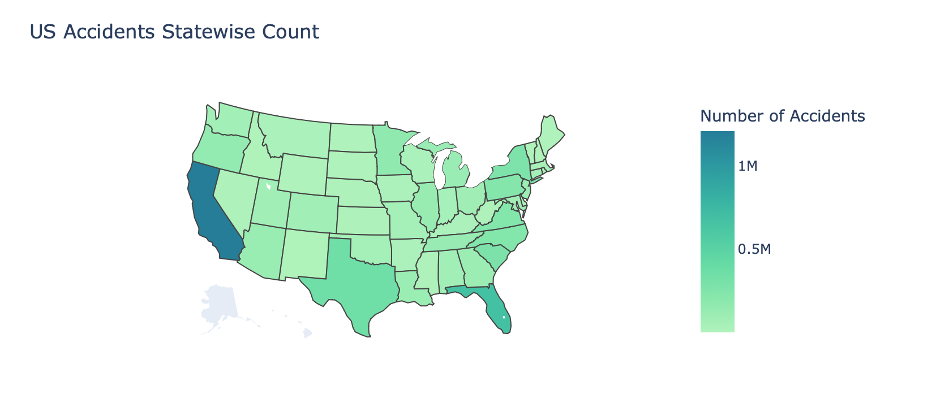 US Accidents Statewise Count
Number of Accidents
1M
0.5M